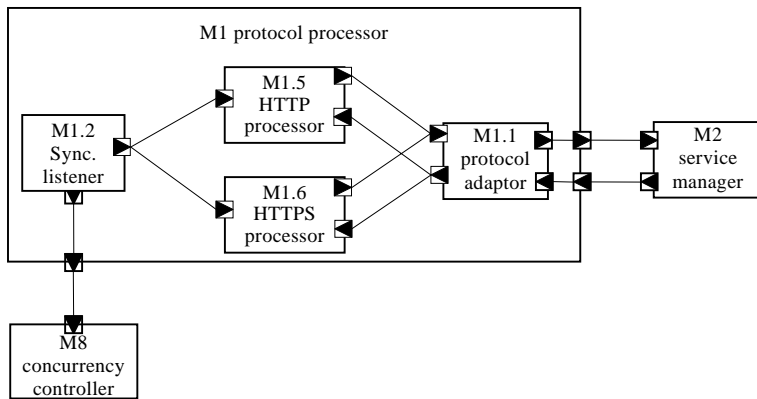 M1 protocol processor
M1.5
HTTP
processor
M1.2
Sync.
listener
M1.1
protocol
adaptor
M2
service
manager
M1.6
HTTPS
processor
M8
concurrency
controller